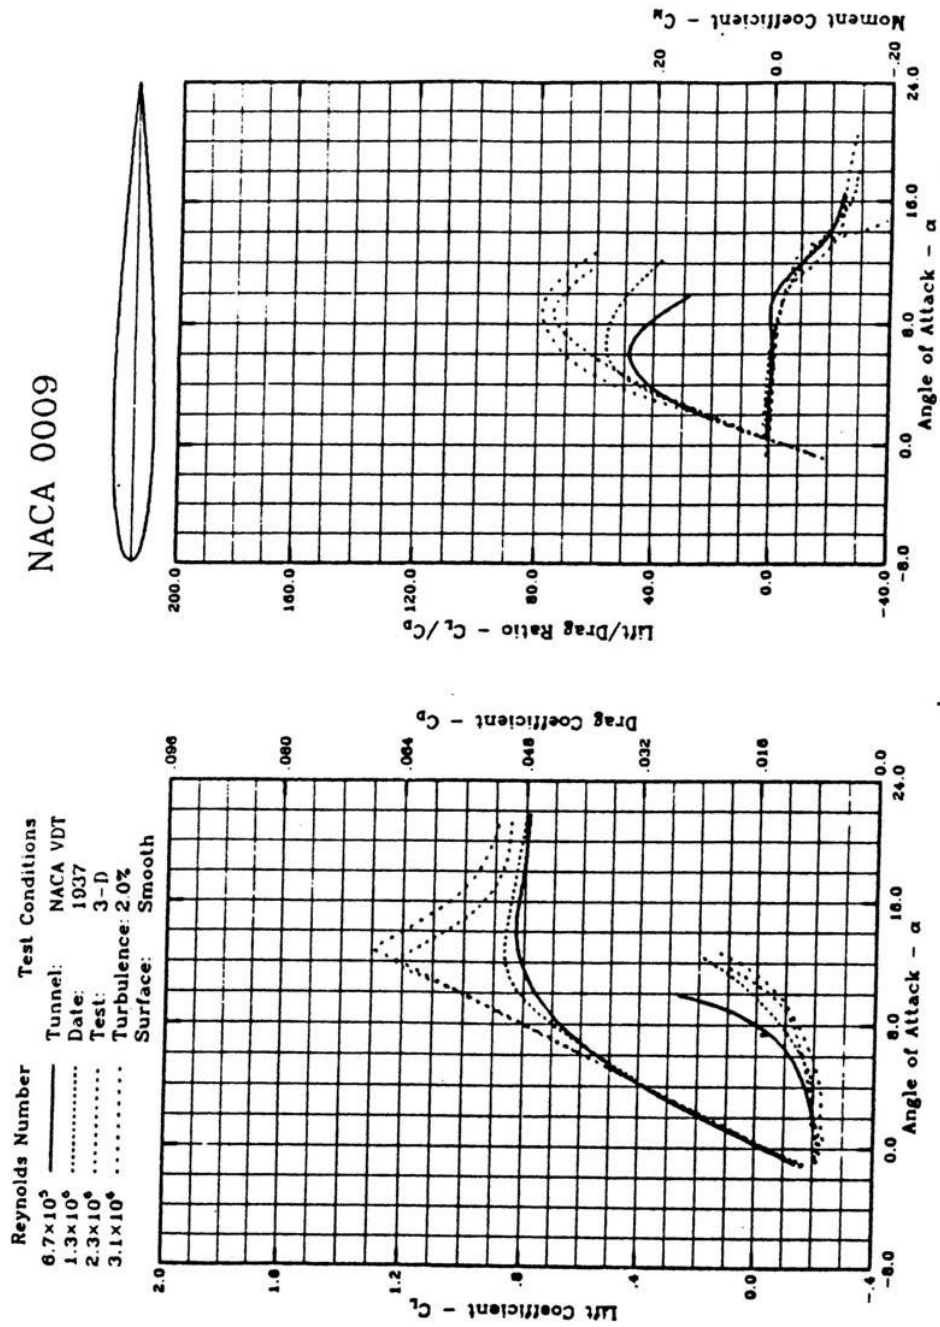 NACA 0009
Reynolds Number
6.7×10⁵
1.3×10⁶
2.3×10⁶
3.1×10⁶
Test Conditions
Tunnel: NACA VDT
Date: 1937
Test: 3-D
Turbulence: 2.0%
Surface: Smooth
Lift Coefficient - C_L
2.0
1.2
.8
.4
0.0
-.4
Drag Coefficient - C_D
.096
.080
.064
.048
.032
.016
0.0
-8.0
0.0
8.0
16.0
24.0
Angle of Attack - α
Lift/Drag Ratio - C_L/C_D
200.0
160.0
120.0
80.0
40.0
0.0
-40.0
Moment Coefficient - C_M
.20
0.0
-.20
-8.0
0.0
8.0
16.0
24.0
Angle of Attack - α